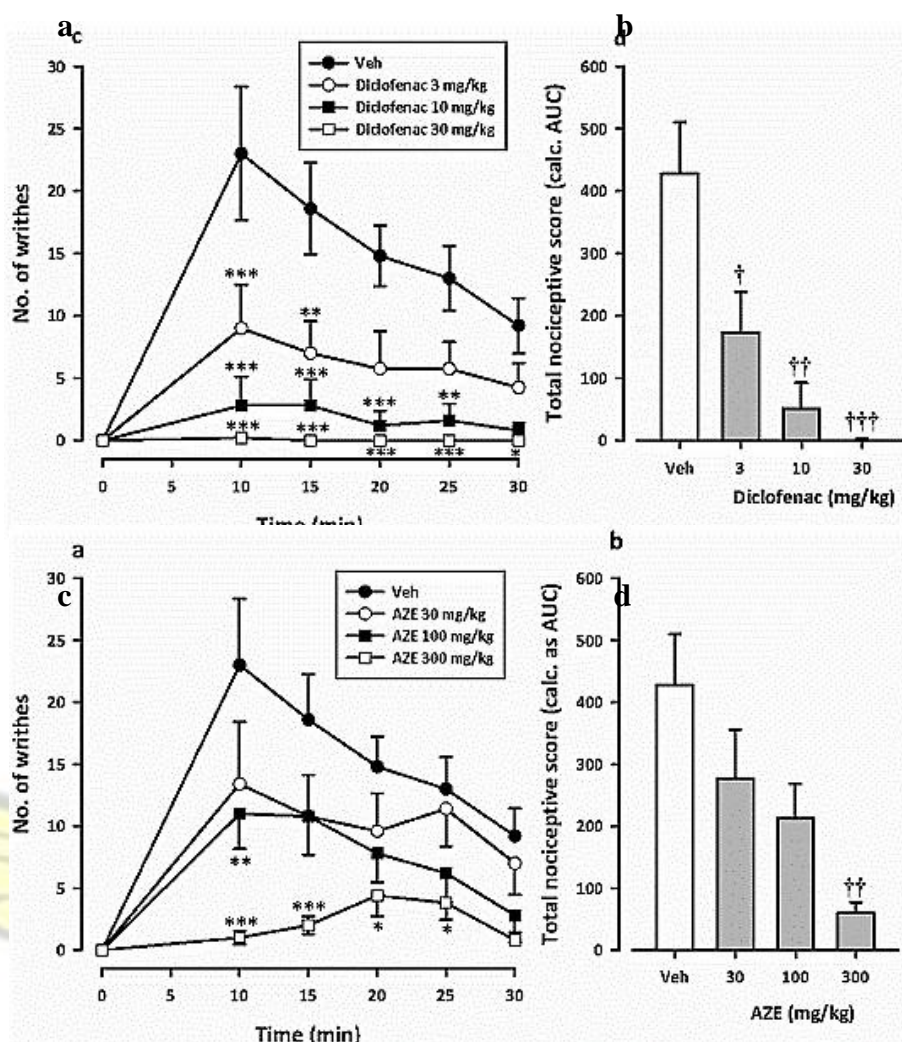 a
c
b
d
30
25
20
15
10
5
0
No. of writhes
Veh
Diclofenac 3 mg/kg
Diclofenac 10 mg/kg
Diclofenac 30 mg/kg
***
**
***
***
***
**
***
***
***
***
*
0 5 10 15 20 25 30
Time (min)
600
500
400
300
200
100
0
Total nociceptive score (calc. AUC)
†
††
†††
Veh 3 10 30
Diclofenac (mg/kg)
a
c
30
25
20
15
10
5
0
No. of writhes
Veh
AZE 30 mg/kg
AZE 100 mg/kg
AZE 300 mg/kg
**
***
***
*
*
0 5 10 15 20 25 30
Time (min)
b
d
600
500
400
300
200
100
0
Total nociceptive score (calc. as AUC)
††
Veh 30 100 300
AZE (mg/kg)